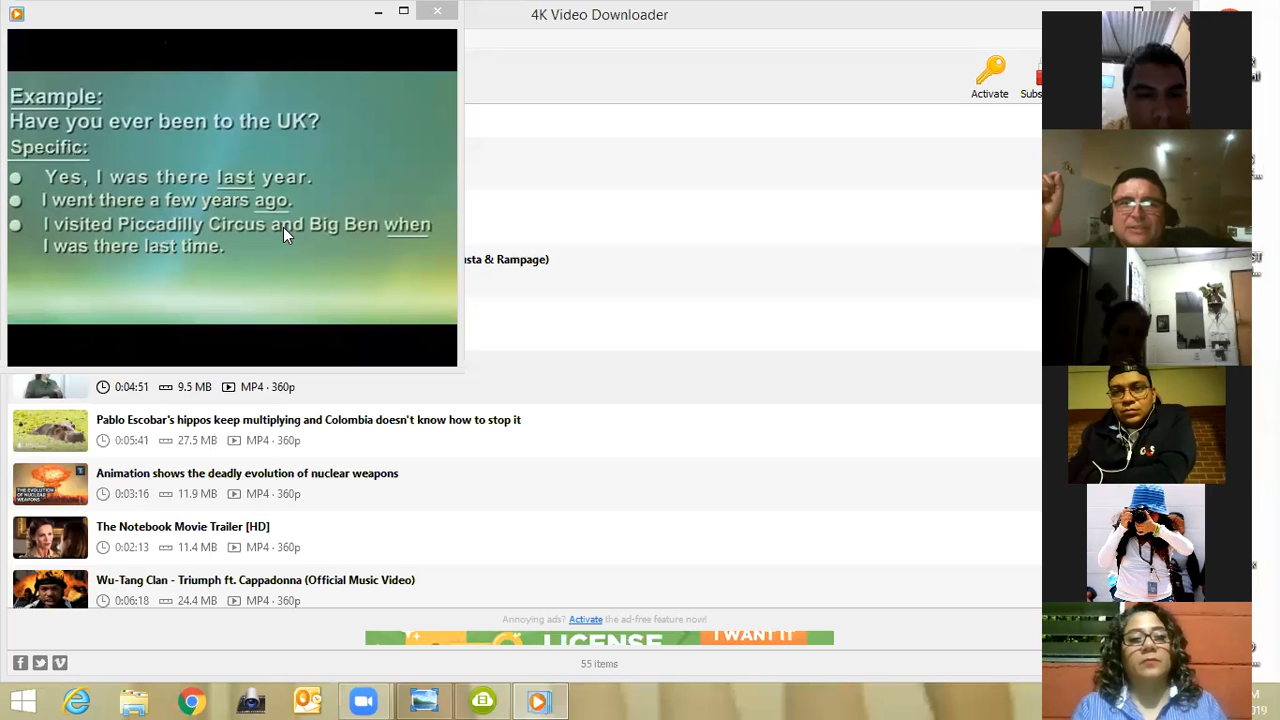 4K Video Downloader
Example:
Have you ever been to the UK?
Specific:
Yes, I was there last year.
I went there a few years ago.
I visited Piccadilly Circus and Big Ben when
I was there last time.
Activate
Subs
sta & Rampage)
0:04:51 9.5 MB MP4 · 360p
Pablo Escobar's hippos keep multiplying and Colombia doesn't know how to stop it
0:05:41 27.5 MB MP4 · 360p
THE EVOLUTION
OF NUCLEAR
WEAPONS
Animation shows the deadly evolution of nuclear weapons
0:03:16 11.9 MB MP4 · 360p
The Notebook Movie Trailer [HD]
0:02:13 11.4 MB MP4 · 360p
Wu-Tang Clan - Triumph ft. Cappadonna (Official Music Video)
0:06:18 24.4 MB MP4 · 360p
Annoying ads? Activate the ad-free feature now!
LICENSE
I WANT IT
55 items